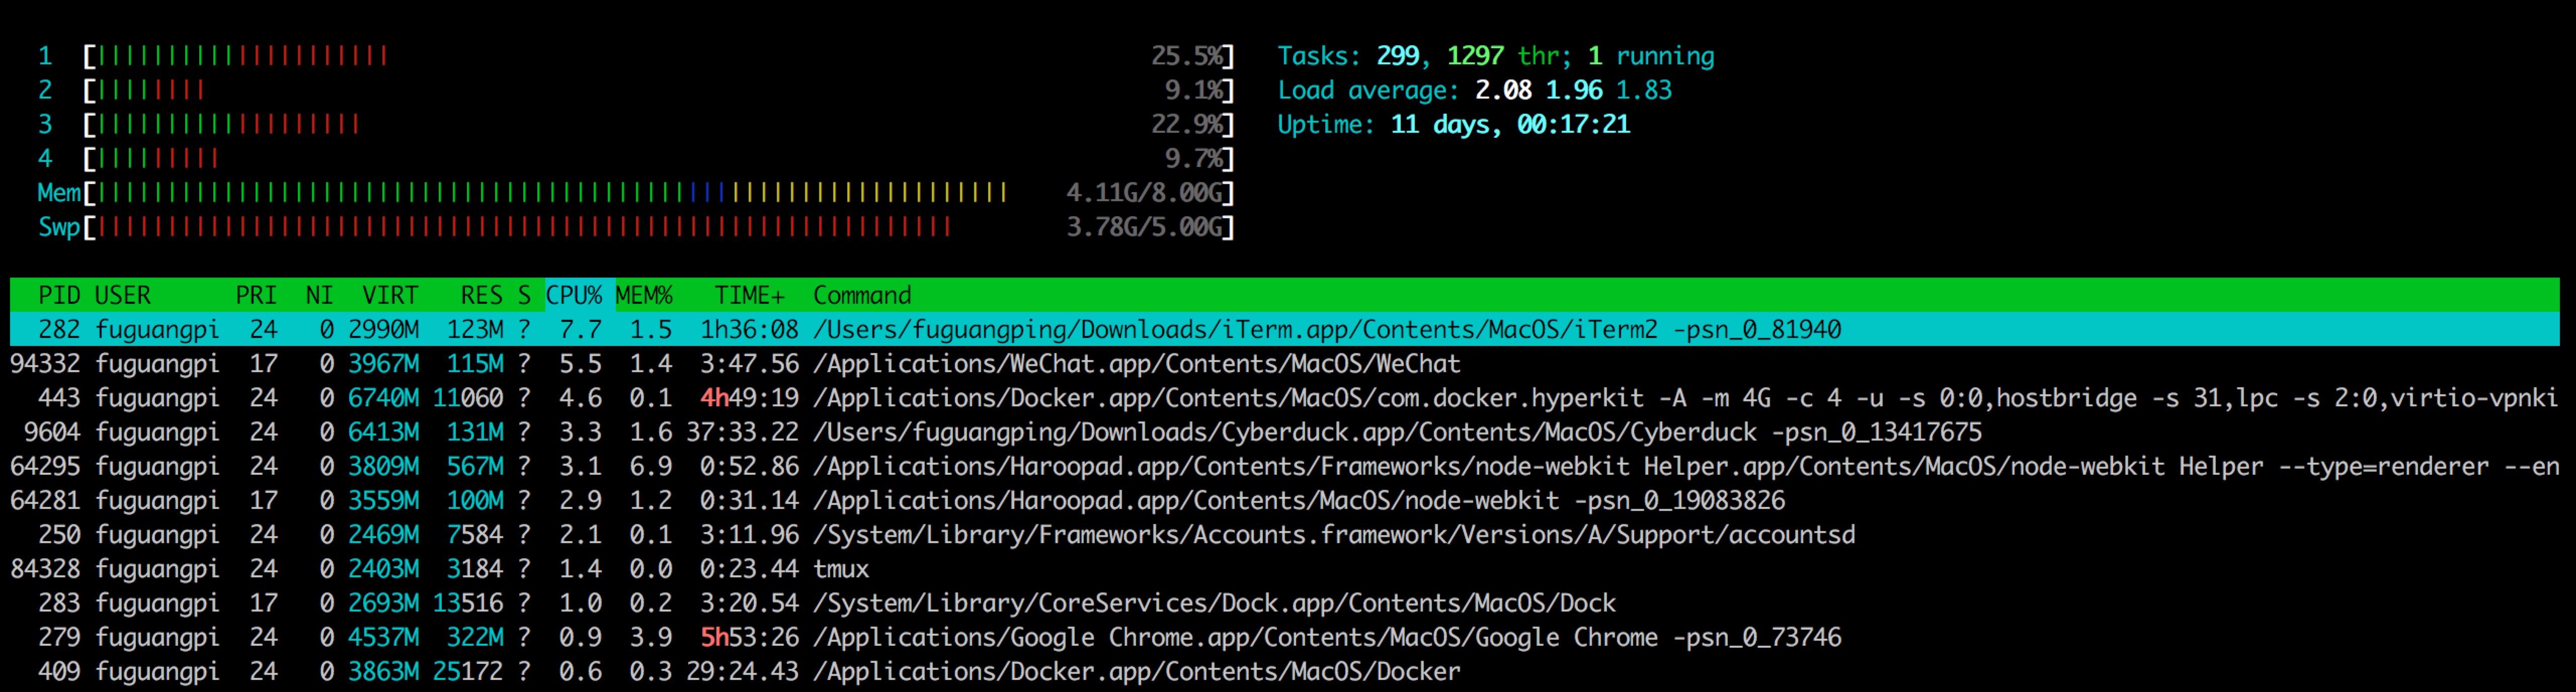 1 [||||||||||||||||||||| 25.5%] Tasks: 299, 1297 thr; 1 running
2 [|||||||| 9.1%] Load average: 2.08 1.96 1.83
3 [||||||||||||||||||| 22.9%] Uptime: 11 days, 00:17:21
4 [||||||||| 9.7%]
Mem[||||||||||||||||||||||||||||||||||||||||||||||||||||||||||||||||| 4.11G/8.00G]
Swp[||||||||||||||||||||||||||||||||||||||||||||||||||||||||||||| 3.78G/5.00G]
PID USER PRI NI VIRT RES S CPU% MEM% TIME+ Command
282 fuguangpi 24 0 2990M 123M ? 7.7 1.5 1h36:08 /Users/fuguangping/Downloads/iTerm.app/Contents/MacOS/iTerm2 -psn_0_81940
94332 fuguangpi 17 0 3967M 115M ? 5.5 1.4 3:47.56 /Applications/WeChat.app/Contents/MacOS/WeChat
443 fuguangpi 24 0 6740M 11060 ? 4.6 0.1 4h49:19 /Applications/Docker.app/Contents/MacOS/com.docker.hyperkit -A -m 4G -c 4 -u -s 0:0,hostbridge -s 31,lpc -s 2:0,virtio-vpnki
9604 fuguangpi 24 0 6413M 131M ? 3.3 1.6 37:33.22 /Users/fuguangping/Downloads/Cyberduck.app/Contents/MacOS/Cyberduck -psn_0_13417675
64295 fuguangpi 24 0 3809M 567M ? 3.1 6.9 0:52.86 /Applications/Haroopad.app/Contents/Frameworks/node-webkit Helper.app/Contents/MacOS/node-webkit Helper --type=renderer --en
64281 fuguangpi 17 0 3559M 100M ? 2.9 1.2 0:31.14 /Applications/Haroopad.app/Contents/MacOS/node-webkit -psn_0_19083826
250 fuguangpi 24 0 2469M 7584 ? 2.1 0.1 3:11.96 /System/Library/Frameworks/Accounts.framework/Versions/A/Support/accountsd
84328 fuguangpi 24 0 2403M 3184 ? 1.4 0.0 0:23.44 tmux
283 fuguangpi 17 0 2693M 13516 ? 1.0 0.2 3:20.54 /System/Library/CoreServices/Dock.app/Contents/MacOS/Dock
279 fuguangpi 24 0 4537M 322M ? 0.9 3.9 5h53:26 /Applications/Google Chrome.app/Contents/MacOS/Google Chrome -psn_0_73746
409 fuguangpi 24 0 3863M 25172 ? 0.6 0.3 29:24.43 /Applications/Docker.app/Contents/MacOS/Docker